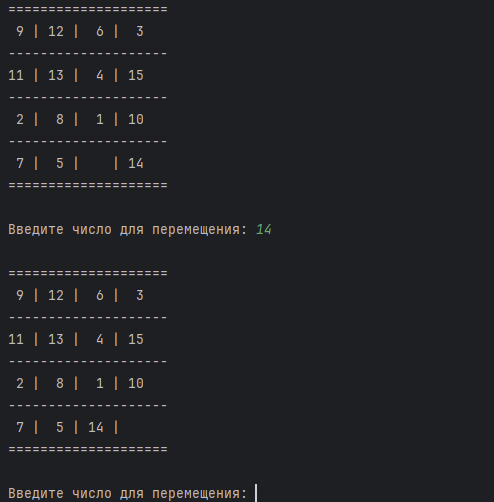 ====================
 9 | 12 |  6 |  3
--------------------
11 | 13 |  4 | 15
--------------------
 2 |  8 |  1 | 10
--------------------
 7 |  5 |    | 14
====================
Введите число для перемещения: 14
====================
 9 | 12 |  6 |  3
--------------------
11 | 13 |  4 | 15
--------------------
 2 |  8 |  1 | 10
--------------------
 7 |  5 | 14 |
====================
Введите число для перемещения: